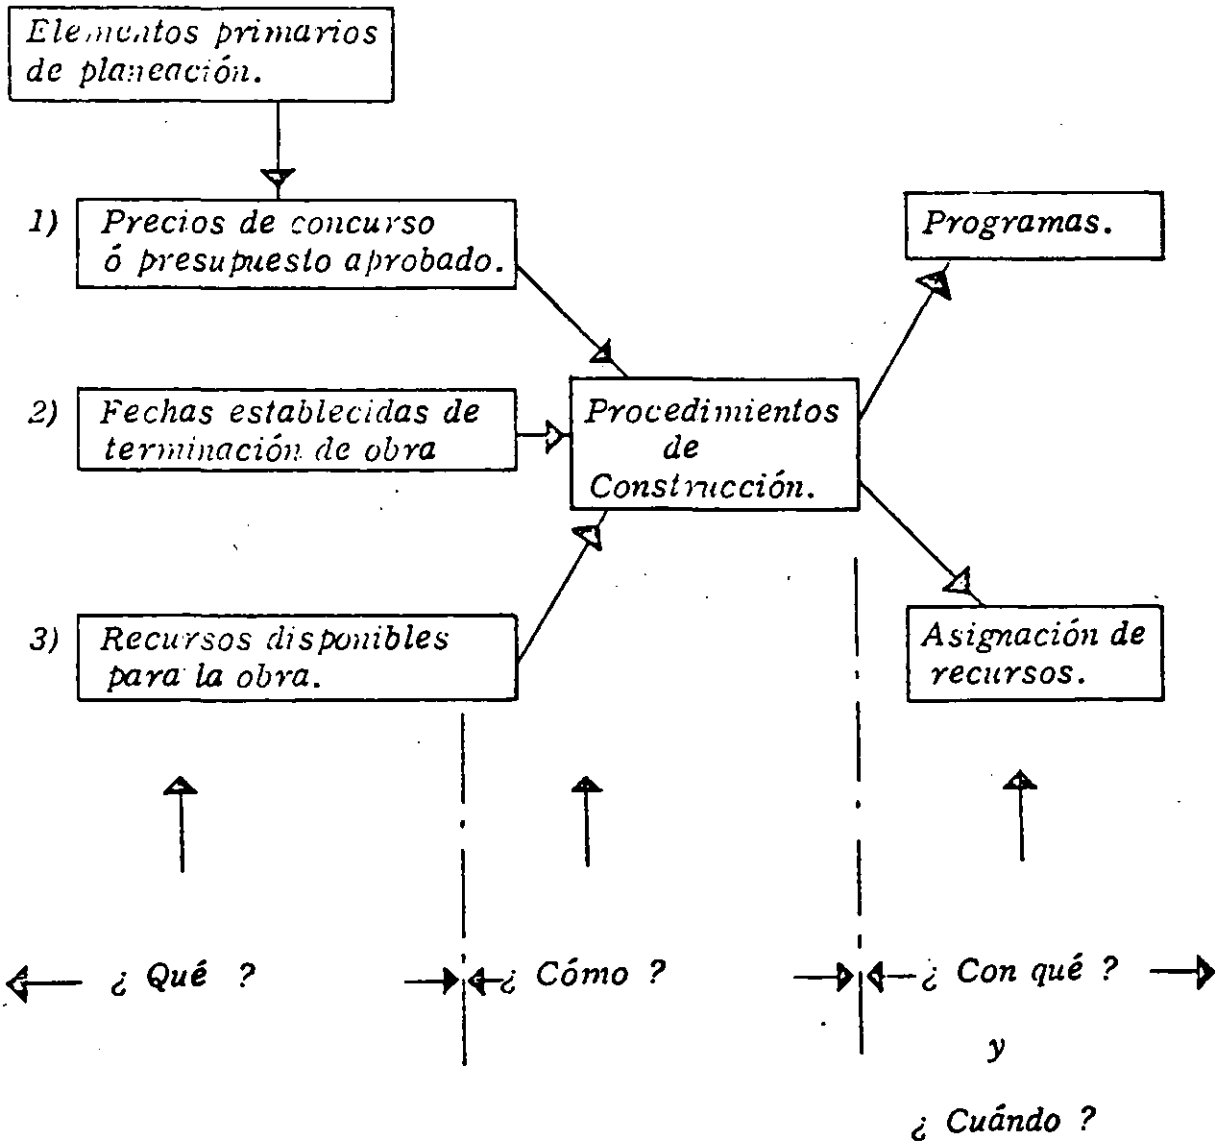 Elementos primarios
de planeación.
1) Precios de concurso
ó presupuesto aprobado.
Programas.
2) Fechas establecidas de
terminación de obra
Procedimientos
de
Construcción.
3) Recursos disponibles
para la obra.
Asignación de
recursos.
¿ Qué ?
¿ Cómo ?
¿ Con qué ?
y
¿ Cuándo ?